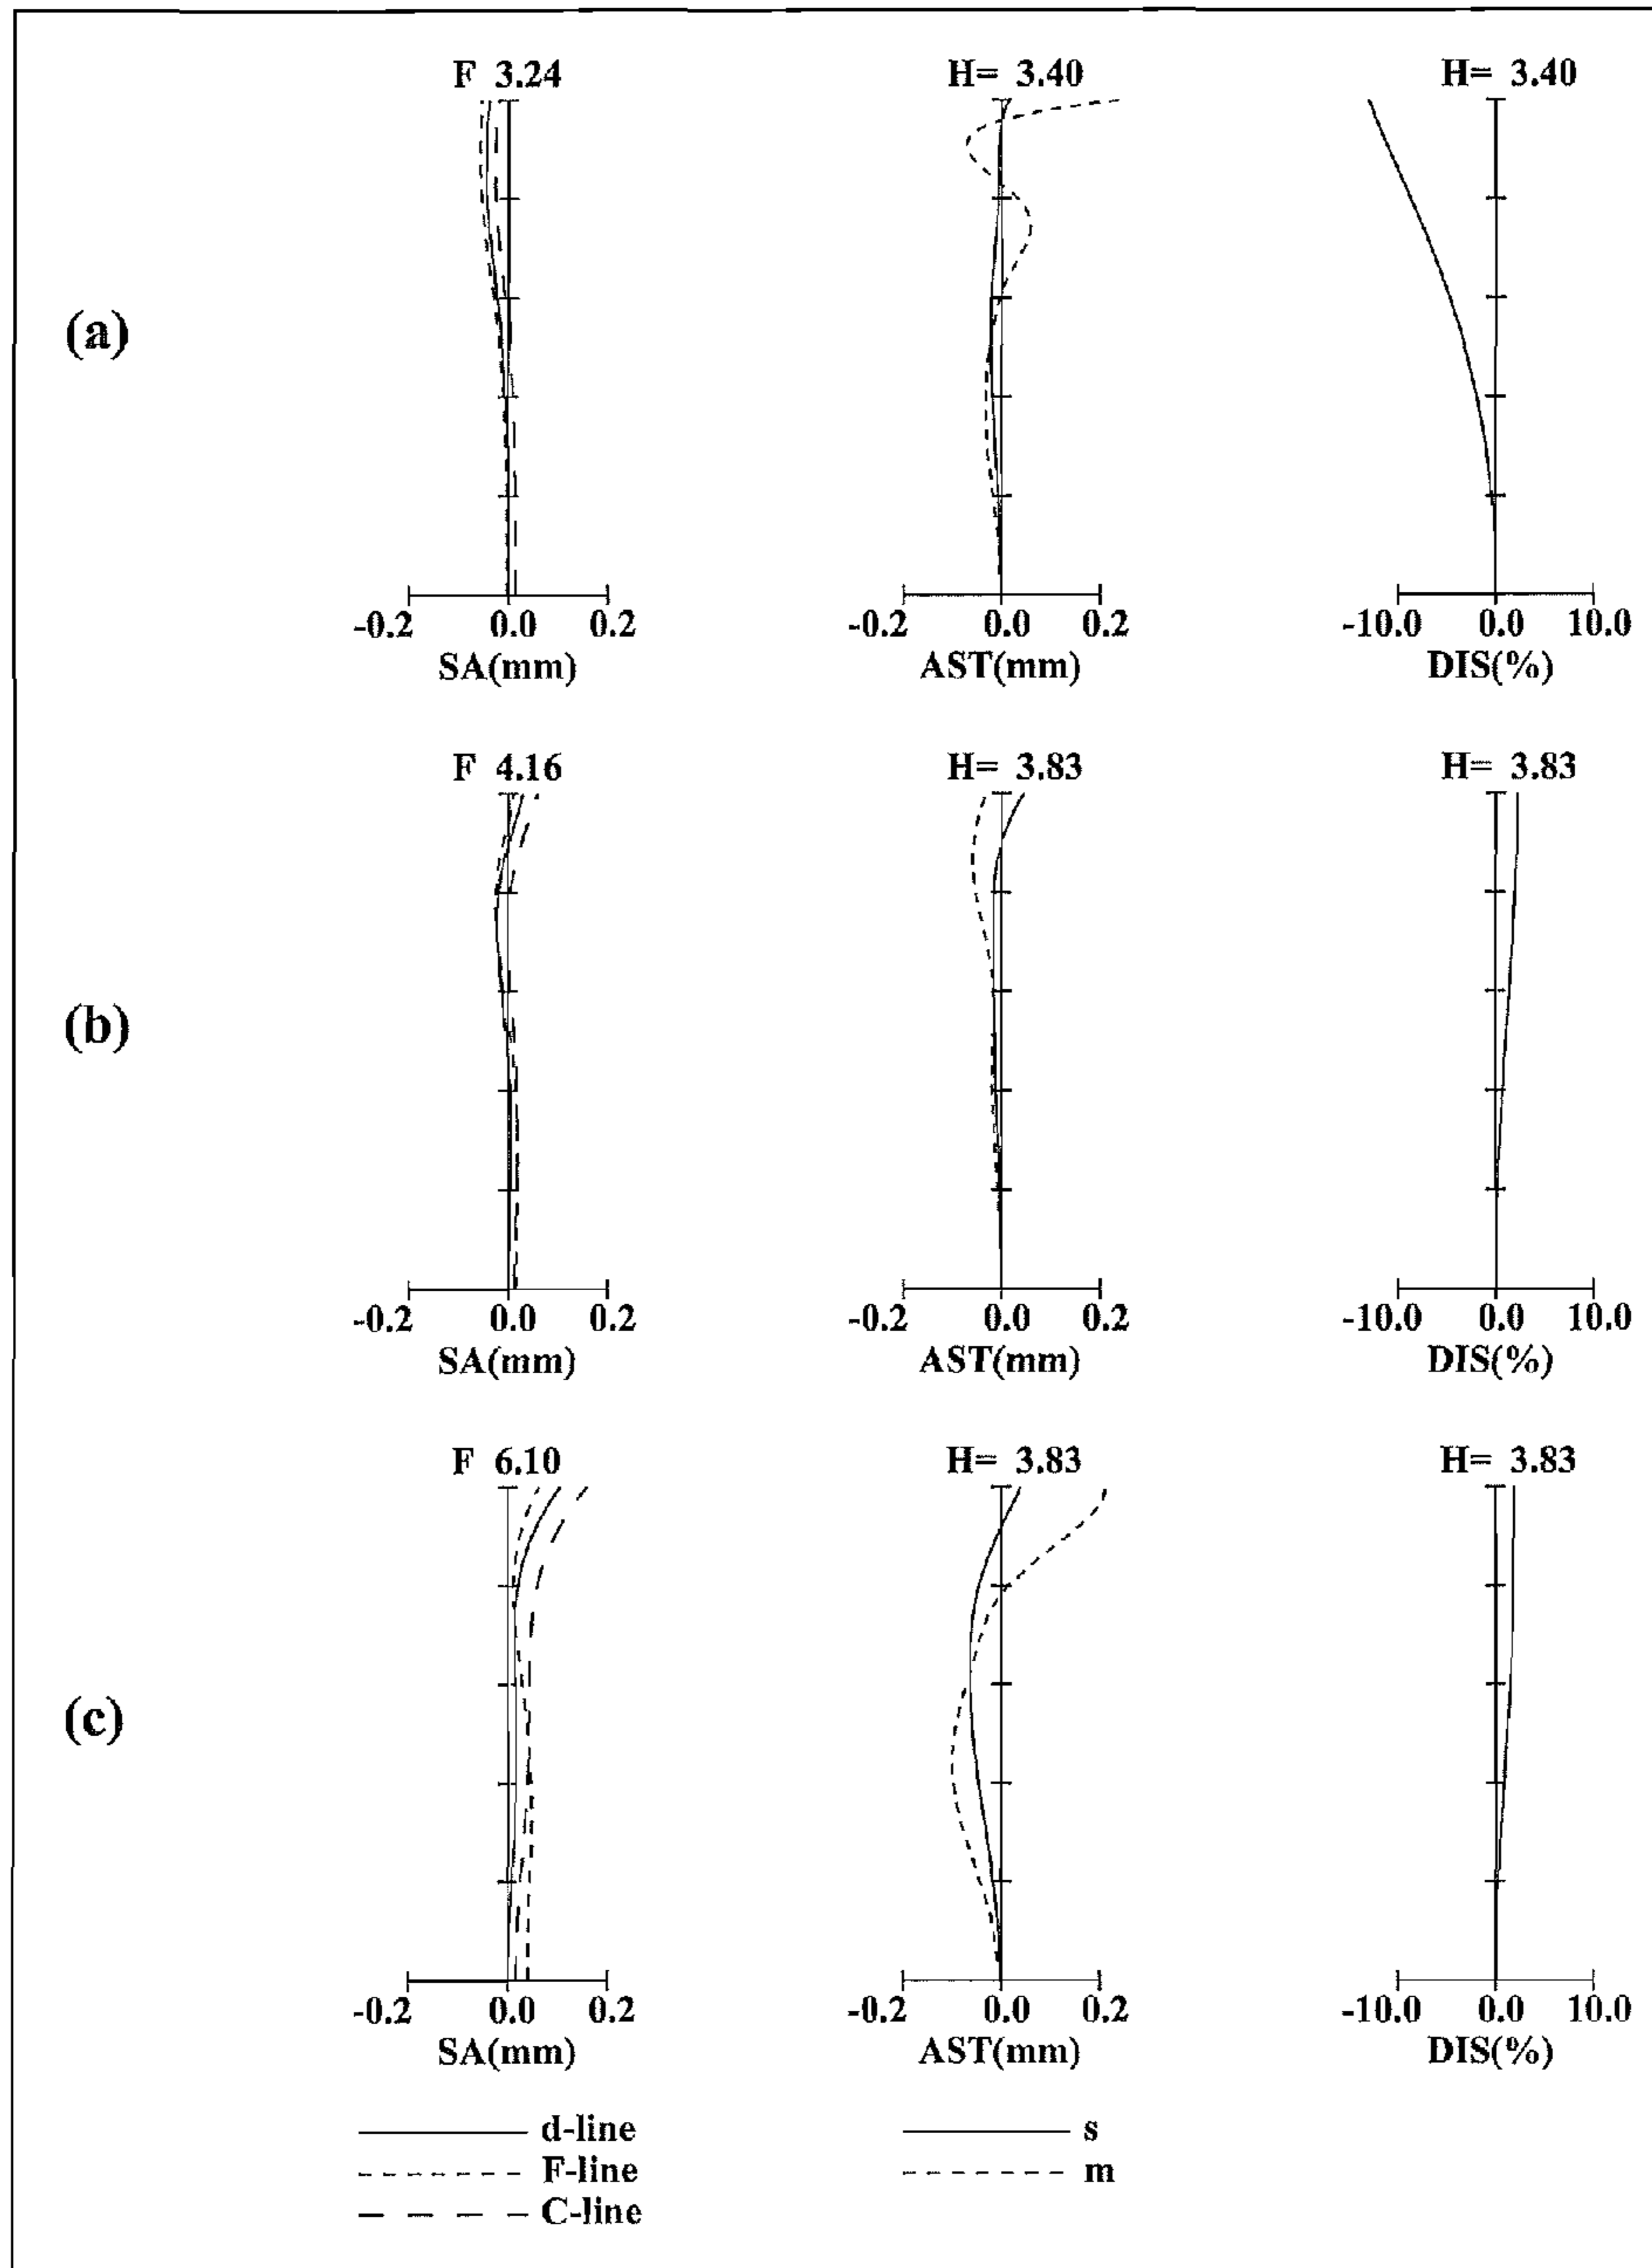 F 3.24 H= 3.40 H= 3.40
(a)
-0.2 0.0 0.2 -0.2 0.0 0.2 -10.0 0.0 10.0
SA(mm) AST(mm) DIS(%)
F 4.16 H= 3.83 H= 3.83
(b)
-0.2 0.0 0.2 -0.2 0.0 0.2 -10.0 0.0 10.0
SA(mm) AST(mm) DIS(%)
F 6.10 H= 3.83 H= 3.83
(c)
-0.2 0.0 0.2 -0.2 0.0 0.2 -10.0 0.0 10.0
SA(mm) AST(mm) DIS(%)
d-line s
F-line m
C-line